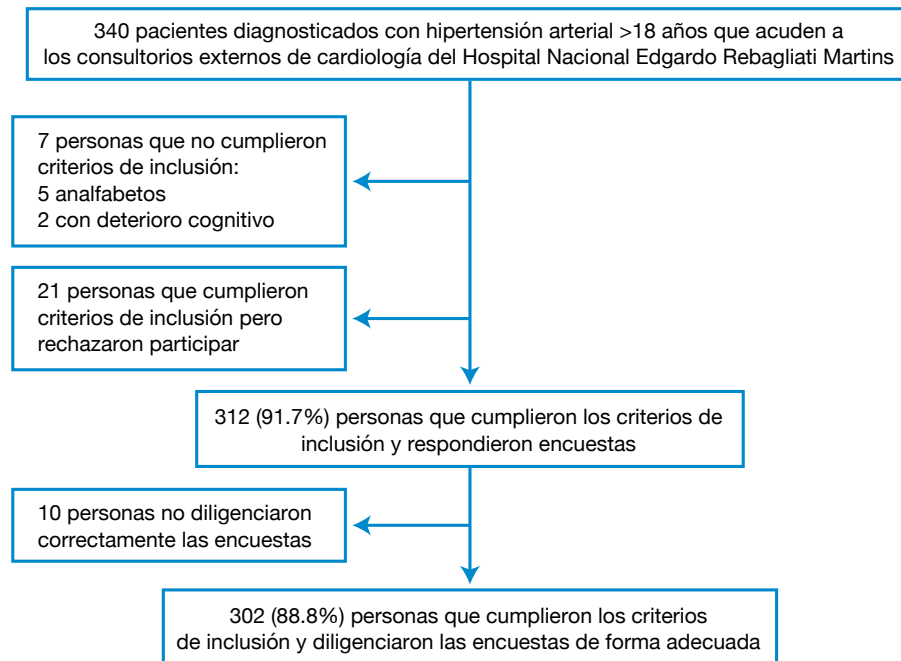 340 pacientes diagnosticados con hipertensión arterial >18 años que acuden a
los consultorios externos de cardiología del Hospital Nacional Edgardo Rebagliati Martins
7 personas que no cumplieron
criterios de inclusión:
5 analfabetos
2 con deterioro cognitivo
21 personas que cumplieron
criterios de inclusión pero
rechazaron participar
312 (91.7%) personas que cumplieron los criterios de
inclusión y respondieron encuestas
10 personas no diligenciaron
correctamente las encuestas
302 (88.8%) personas que cumplieron los criterios
de inclusión y diligenciaron las encuestas de forma adecuada